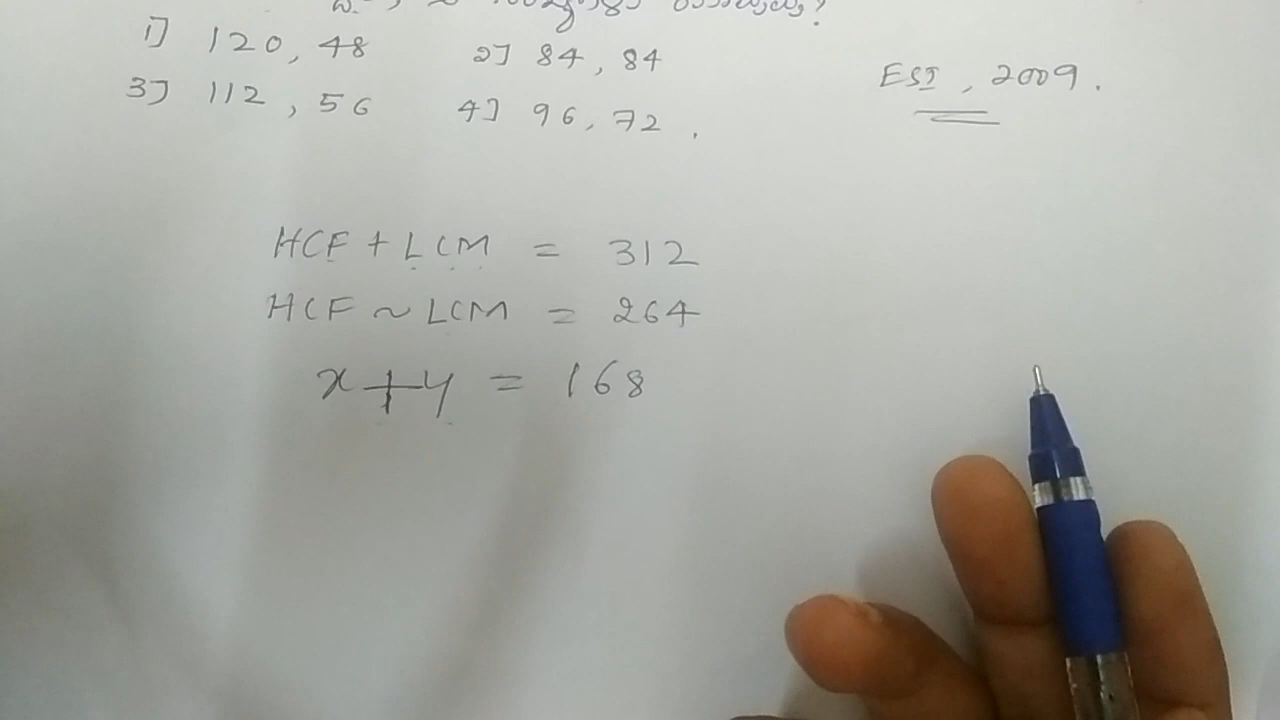 1] 120, 48 2] 84, 84
3] 112, 56 4] 96, 72.
ESI, 2009.
HCF + LCM = 312
HCF ~ LCM = 264
x + y = 168